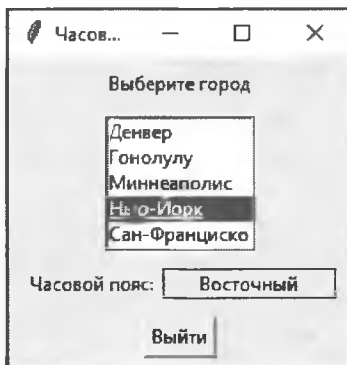 Часов...
Выберите город
Денвер
Гонолулу
Миннеаполис
Нью-Йорк
Сан-Франциско
Часовой пояс: Восточный
Выйти